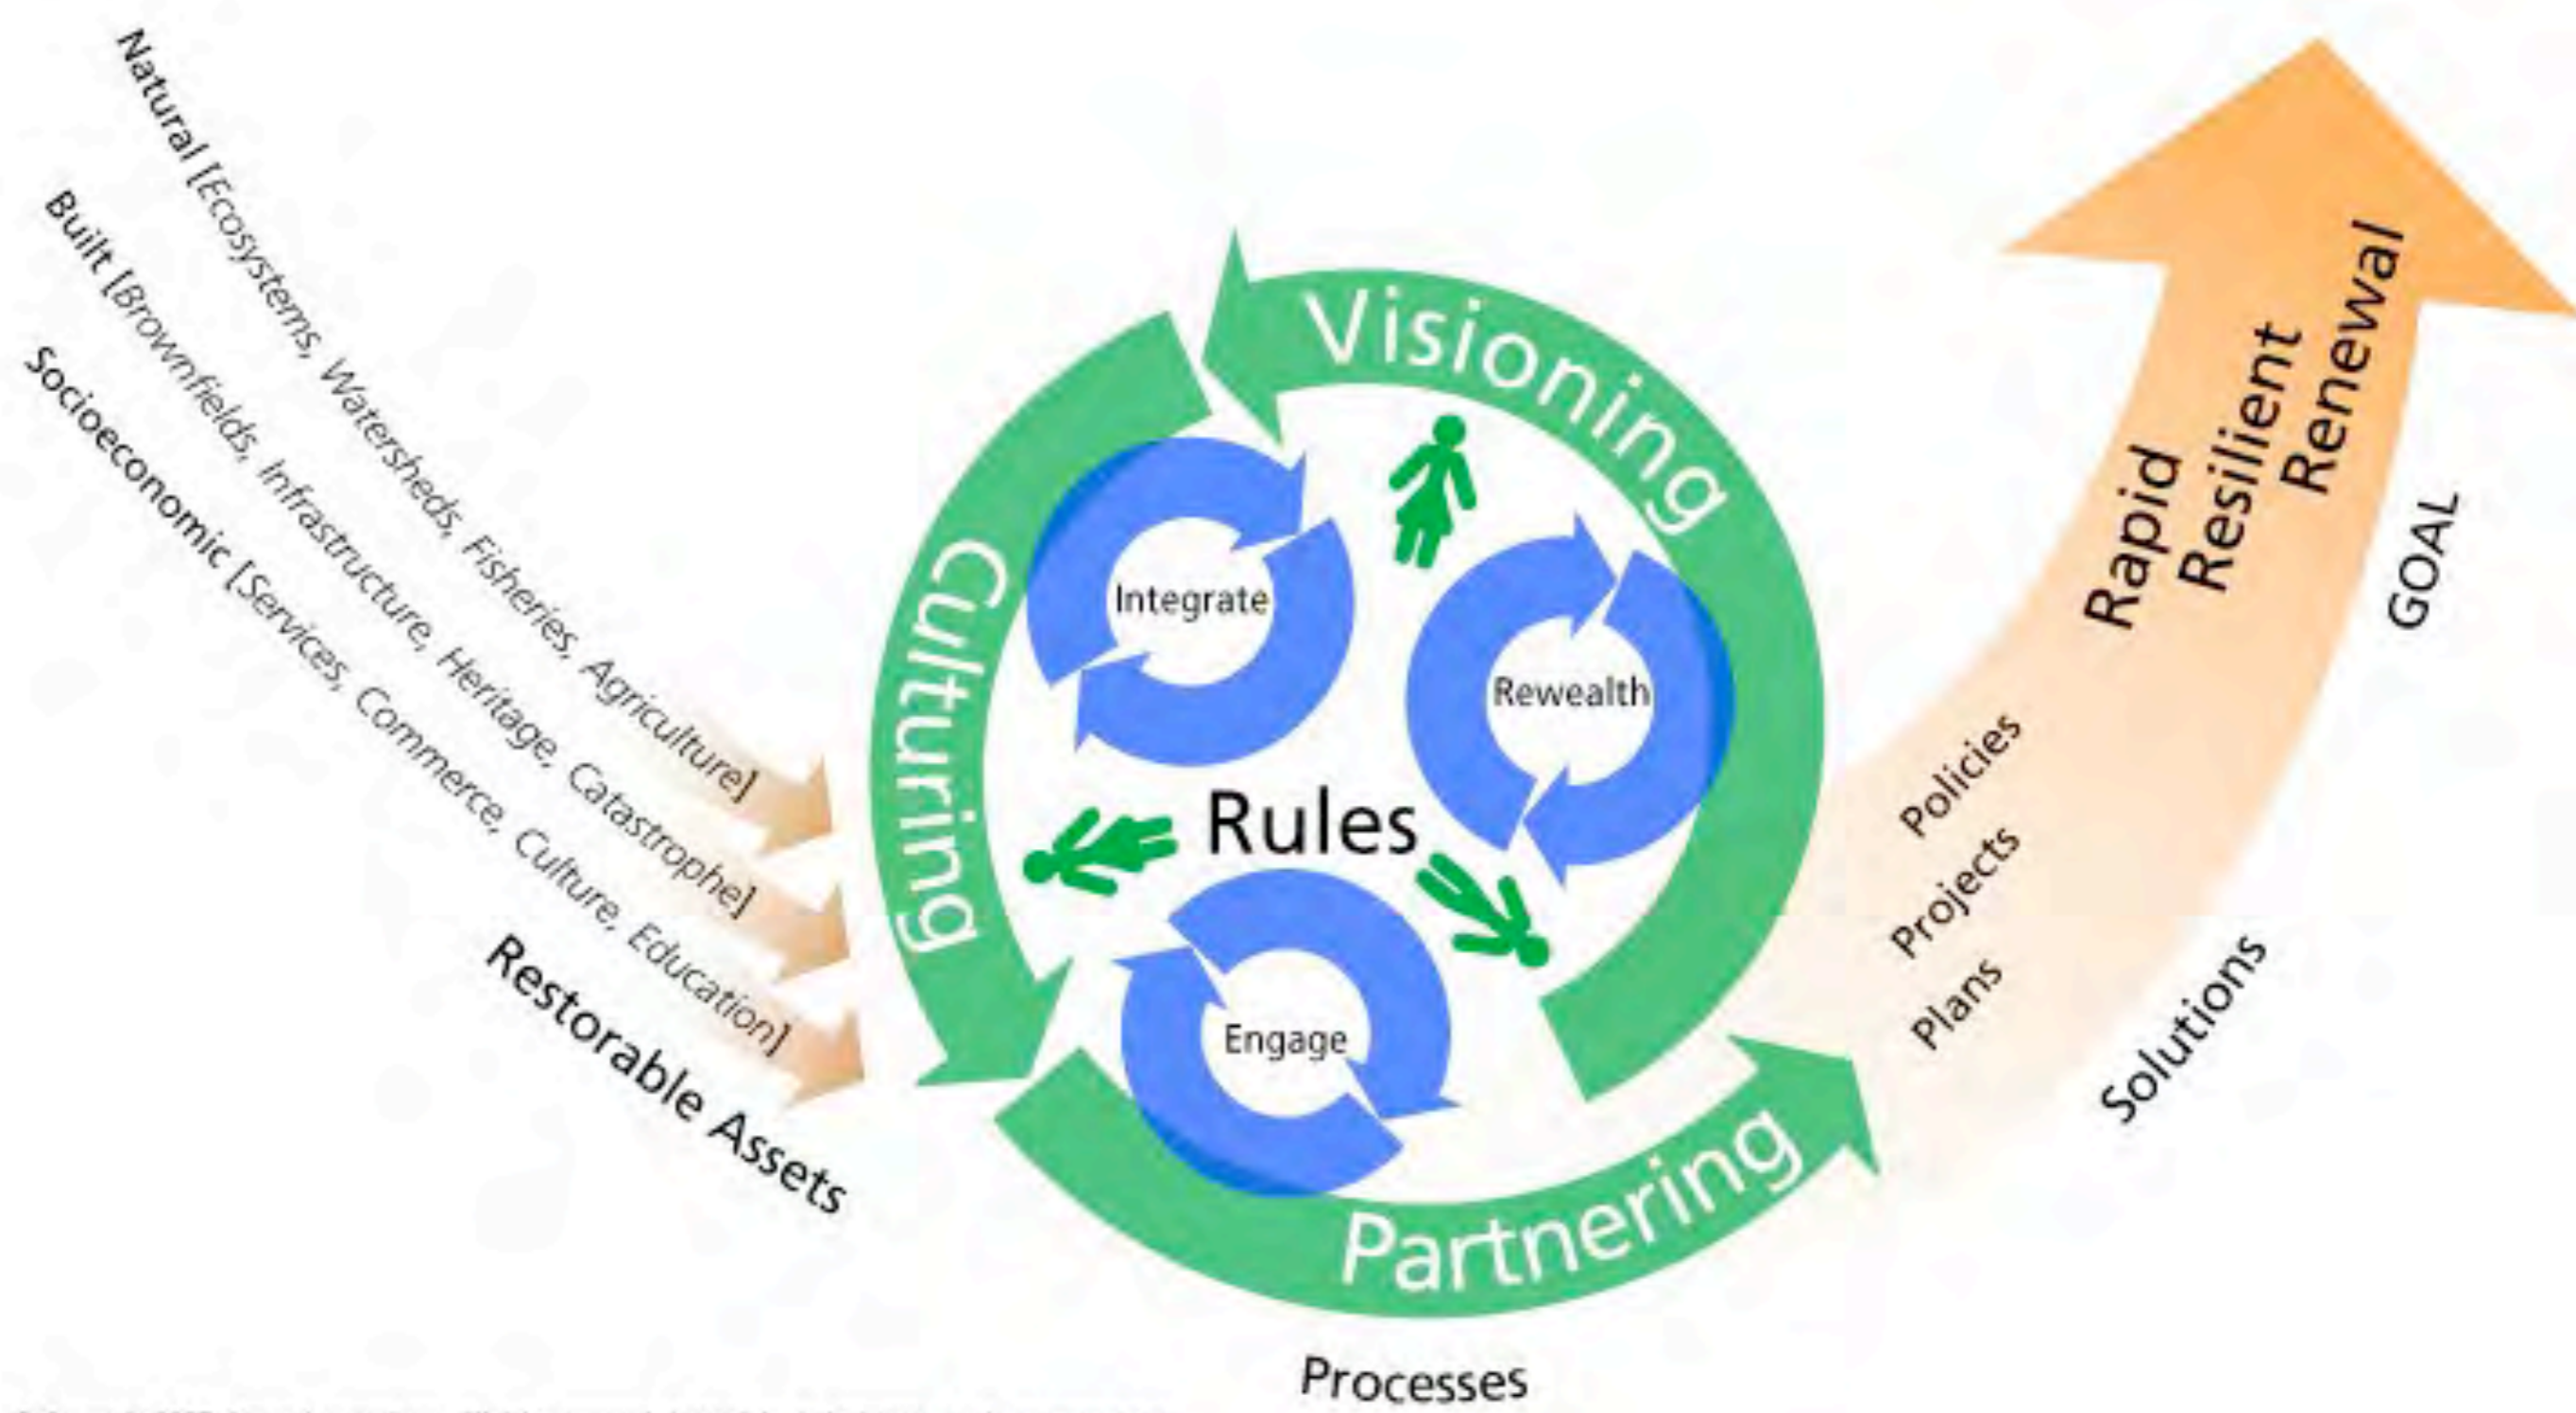 Natural [Ecosystems, Watersheds, Fisheries, Agriculture]
Built [Brownfields, Infrastructure, Heritage, Catastrophe]
Socioeconomic [Services, Commerce, Culture, Education]
Restorable Assets
Visioning
Culturing
Partnering
Integrate
Rewealth
Rules
Engage
Processes
Policies
Projects
Plans
Solutions
Rapid
Resilient
Renewal
GOAL